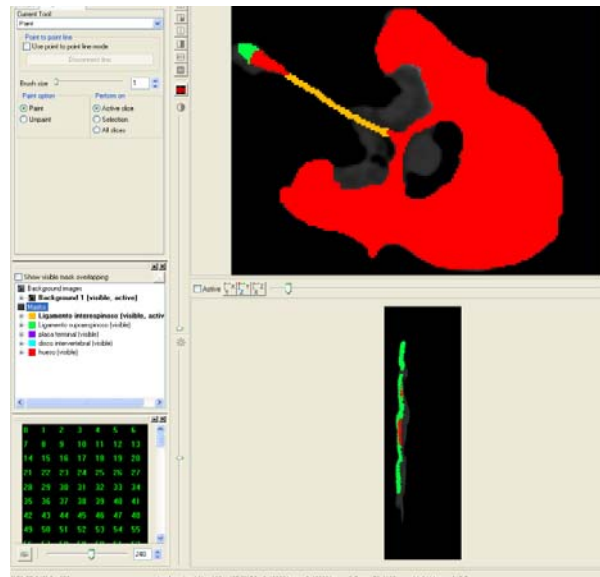 Current Tool
Paint
Point to point line
Use point to point line mode
Disconnect line
Brush size
1
Paint option
Perform on
Paint
Active slice
Unpaint
Selection
All slices
Show visible mask overlapping
Background images
Background 1 (visible, active)
Masks
Ligamento interespinoso (visible, activ
Ligamento supraespinoso (visible)
placa terminal (visible)
disco intervertebral (visible)
hueso (visible)
Active
0 1 2 3 4 5 6
7 8 9 10 11 12 13
14 15 16 17 18 19 20
21 22 23 24 25 26 27
28 29 30 31 32 33 34
35 36 37 38 39 40 41
42 43 44 45 46 47 48
49 50 51 52 53 54 55
240